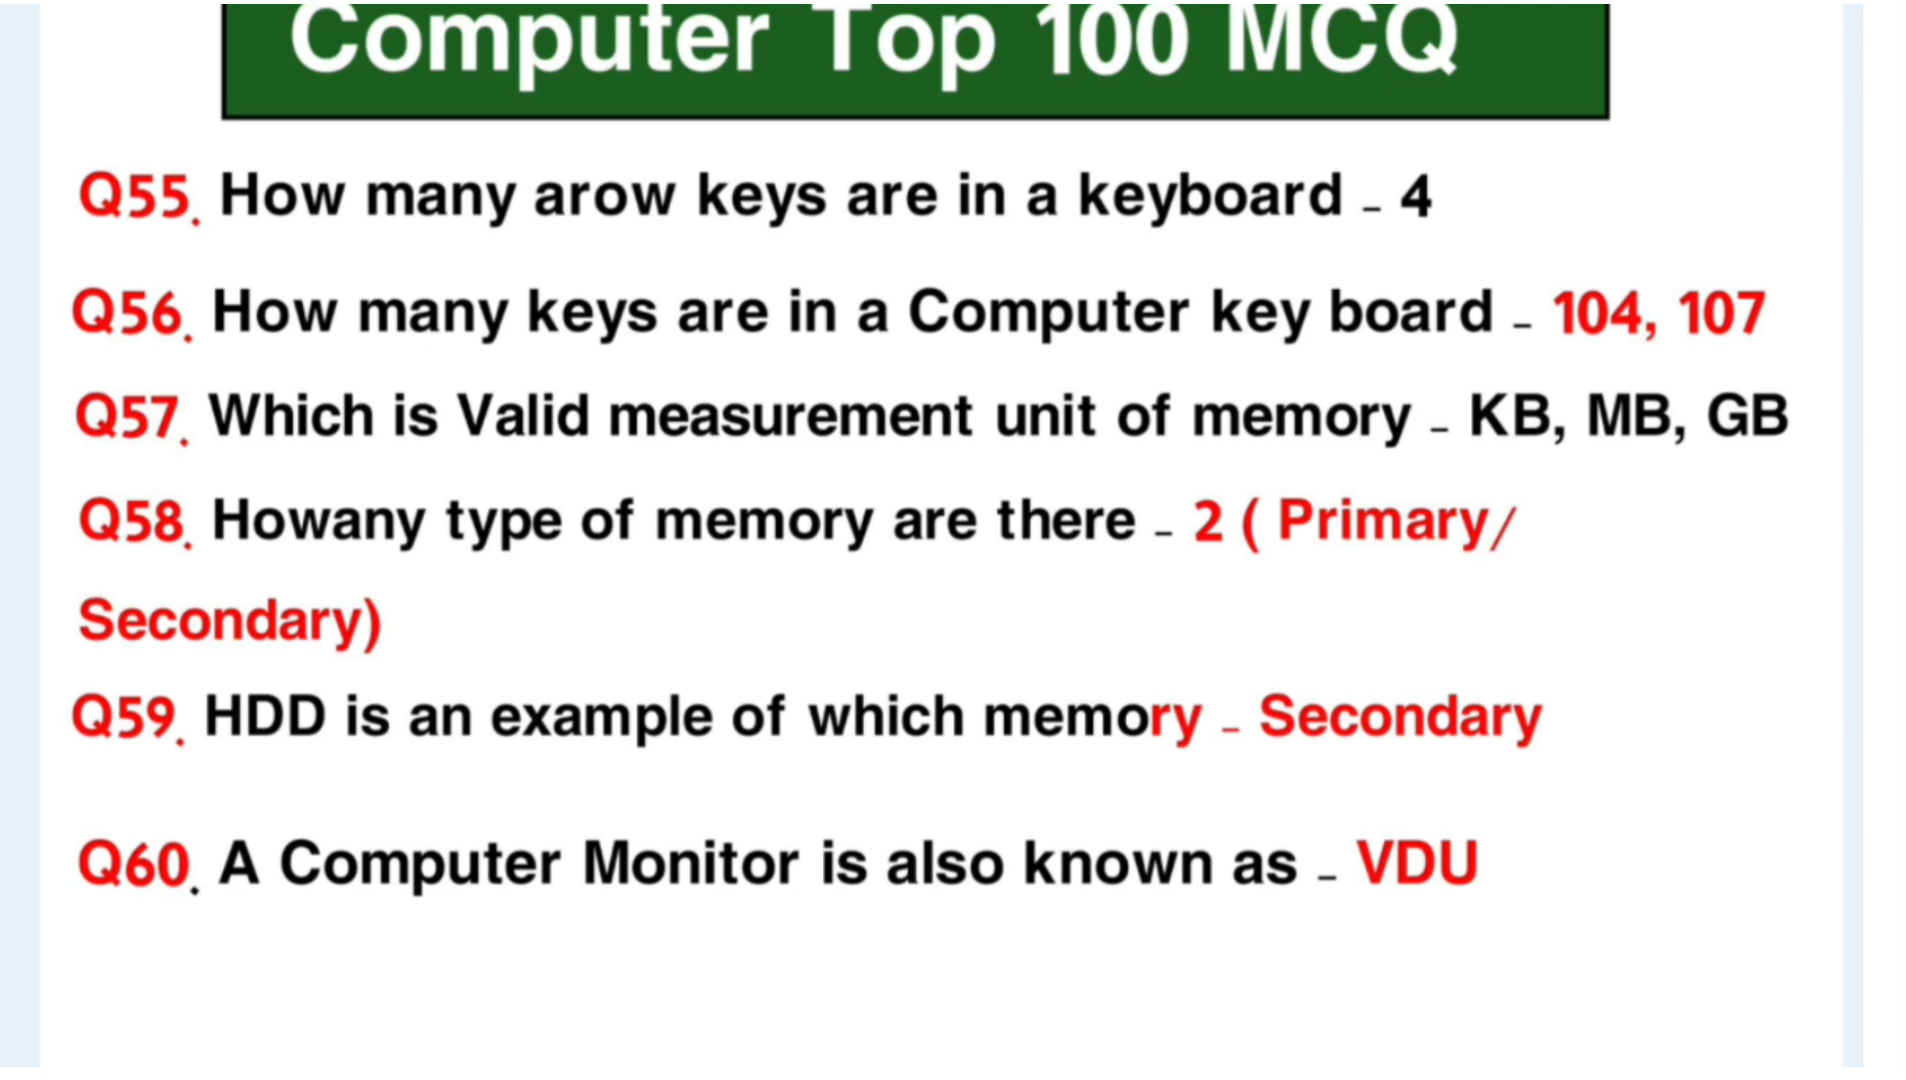 Computer Top 100 MCQ
Q55. How many arow keys are in a keyboard - 4
Q56. How many keys are in a Computer key board - 104, 107
Q57. Which is Valid measurement unit of memory - KB, MB, GB
Q58. Howany type of memory are there - 2 ( Primary/
Secondary)
Q59. HDD is an example of which memory - Secondary
Q60. A Computer Monitor is also known as - VDU